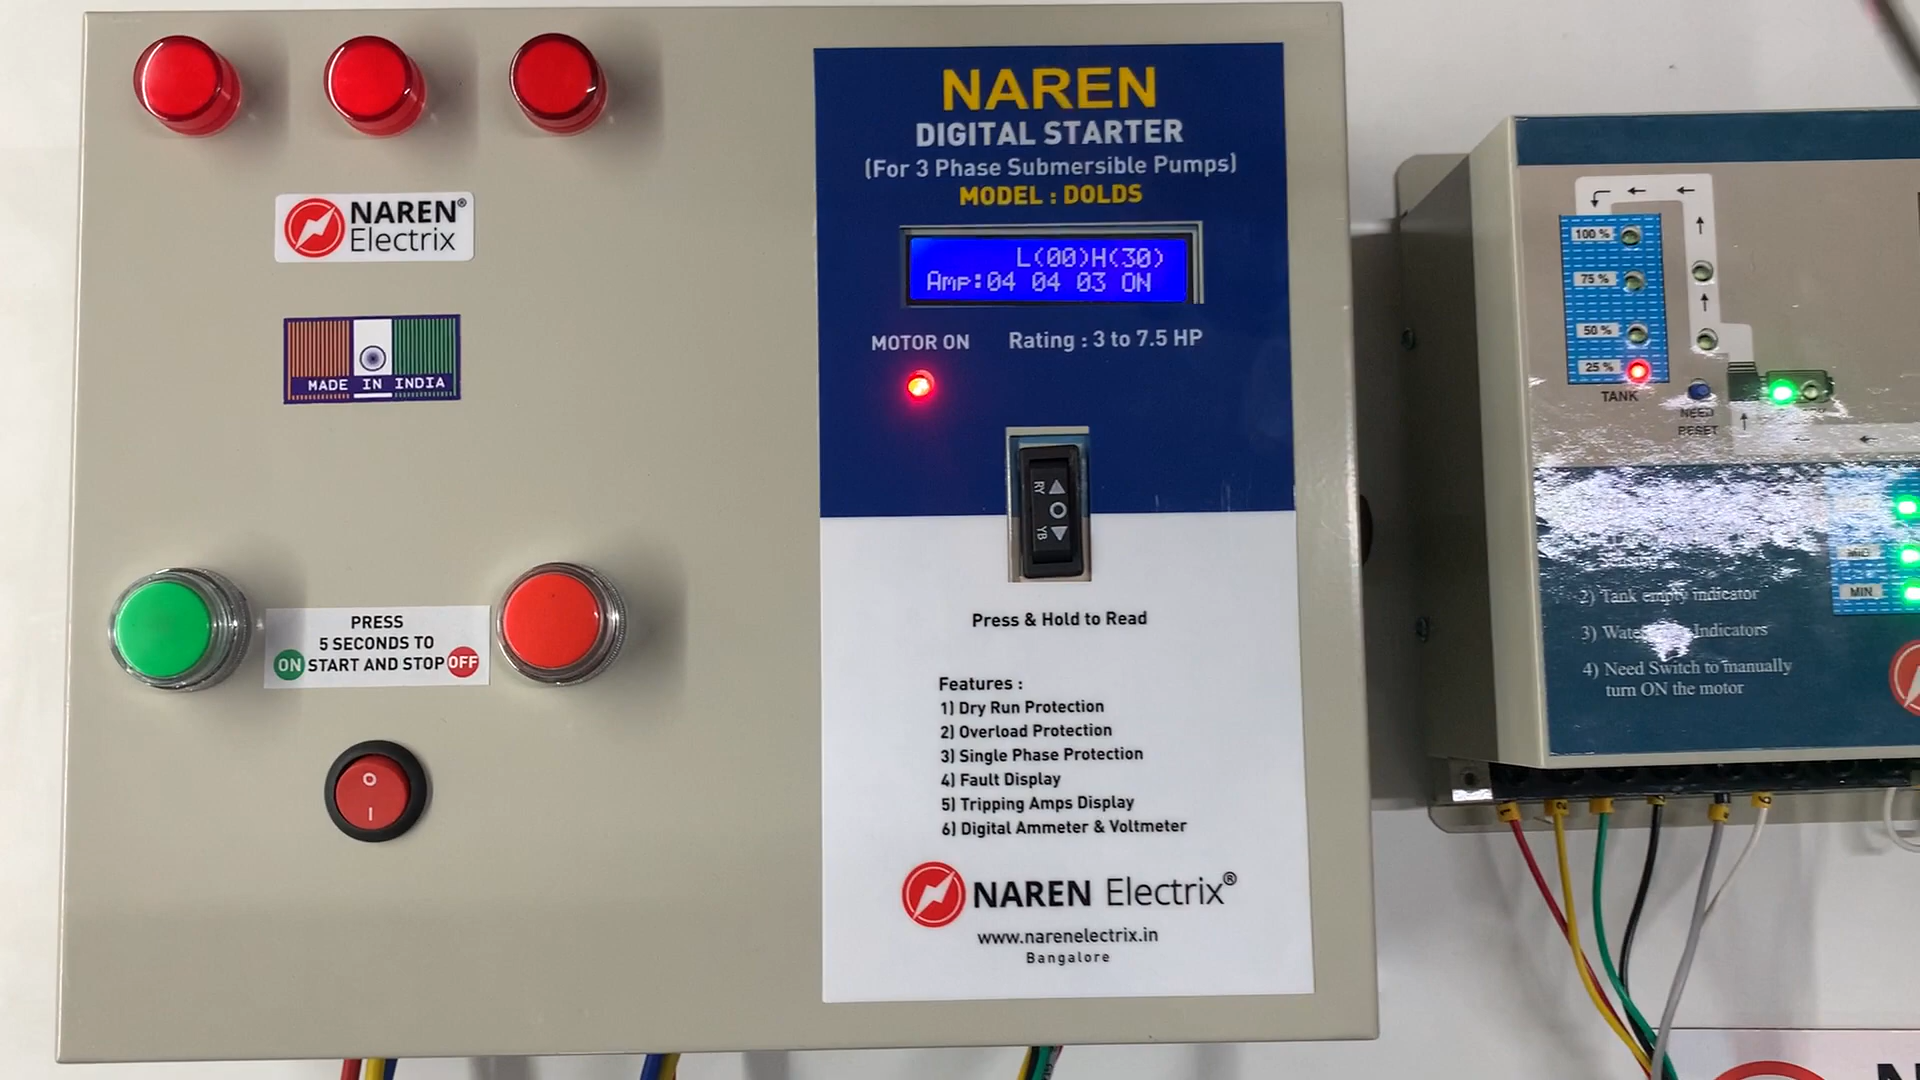 NAREN®
Electrix
MADE IN INDIA
PRESS
5 SECONDS TO
ON START AND STOP OFF
O
I
NAREN
DIGITAL STARTER
(For 3 Phase Submersible Pumps)
MODEL : DOLDS
L(00)H(30)
Amp:04 04 03 ON
MOTOR ON
Rating : 3 to 7.5 HP
RY
YB
Press & Hold to Read
Features :
1) Dry Run Protection
2) Overload Protection
3) Single Phase Protection
4) Fault Display
5) Tripping Amps Display
6) Digital Ammeter & Voltmeter
NAREN Electrix®
www.narenelectrix.in
Bangalore
100 %
75 %
50 %
25 %
TANK
NEED
RESET
MID
MIN
2) Tank empty indicator
3) Indicators
4) Need Switch to manually
turn ON the motor
1
2